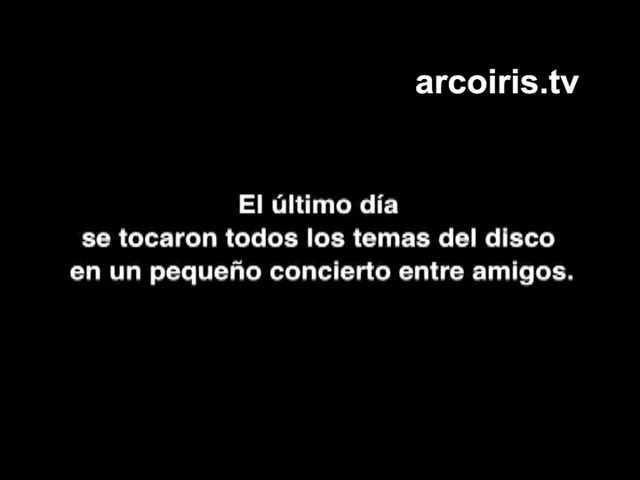 arcoiris.tv
El último día
se tocaron todos los temas del disco
en un pequeño concierto entre amigos.